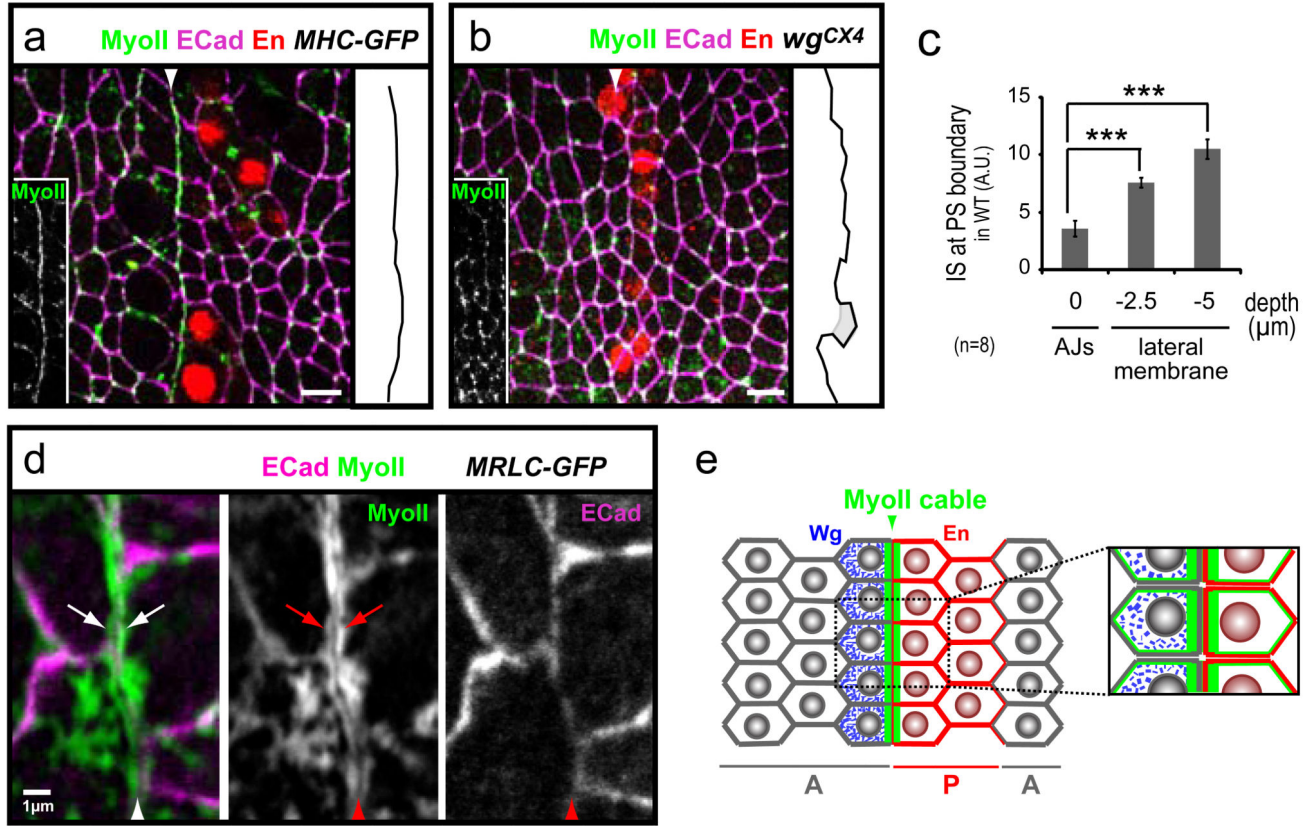 a MyoII ECad En MHC-GFP
MyoII
b MyoII ECad En wgCX4
MyoII
c
IS at PS boundary
in WT (A.U.)
15
10
5
0
***
***
0 -2.5 -5 depth
(µm)
(n=8) AJs lateral
membrane
d ECad MyoII MRLC-GFP
MyoII
ECad
1µm
e
MyoII cable
Wg En
A P A